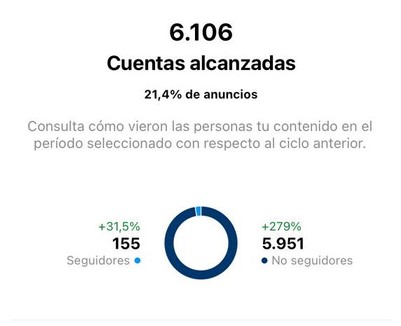 6.106
Cuentas alcanzadas
21,4% de anuncios
Consulta cómo vieron las personas tu contenido en el
período seleccionado con respecto al ciclo anterior.
+31,5%
155
Seguidores
+279%
5.951
No seguidores